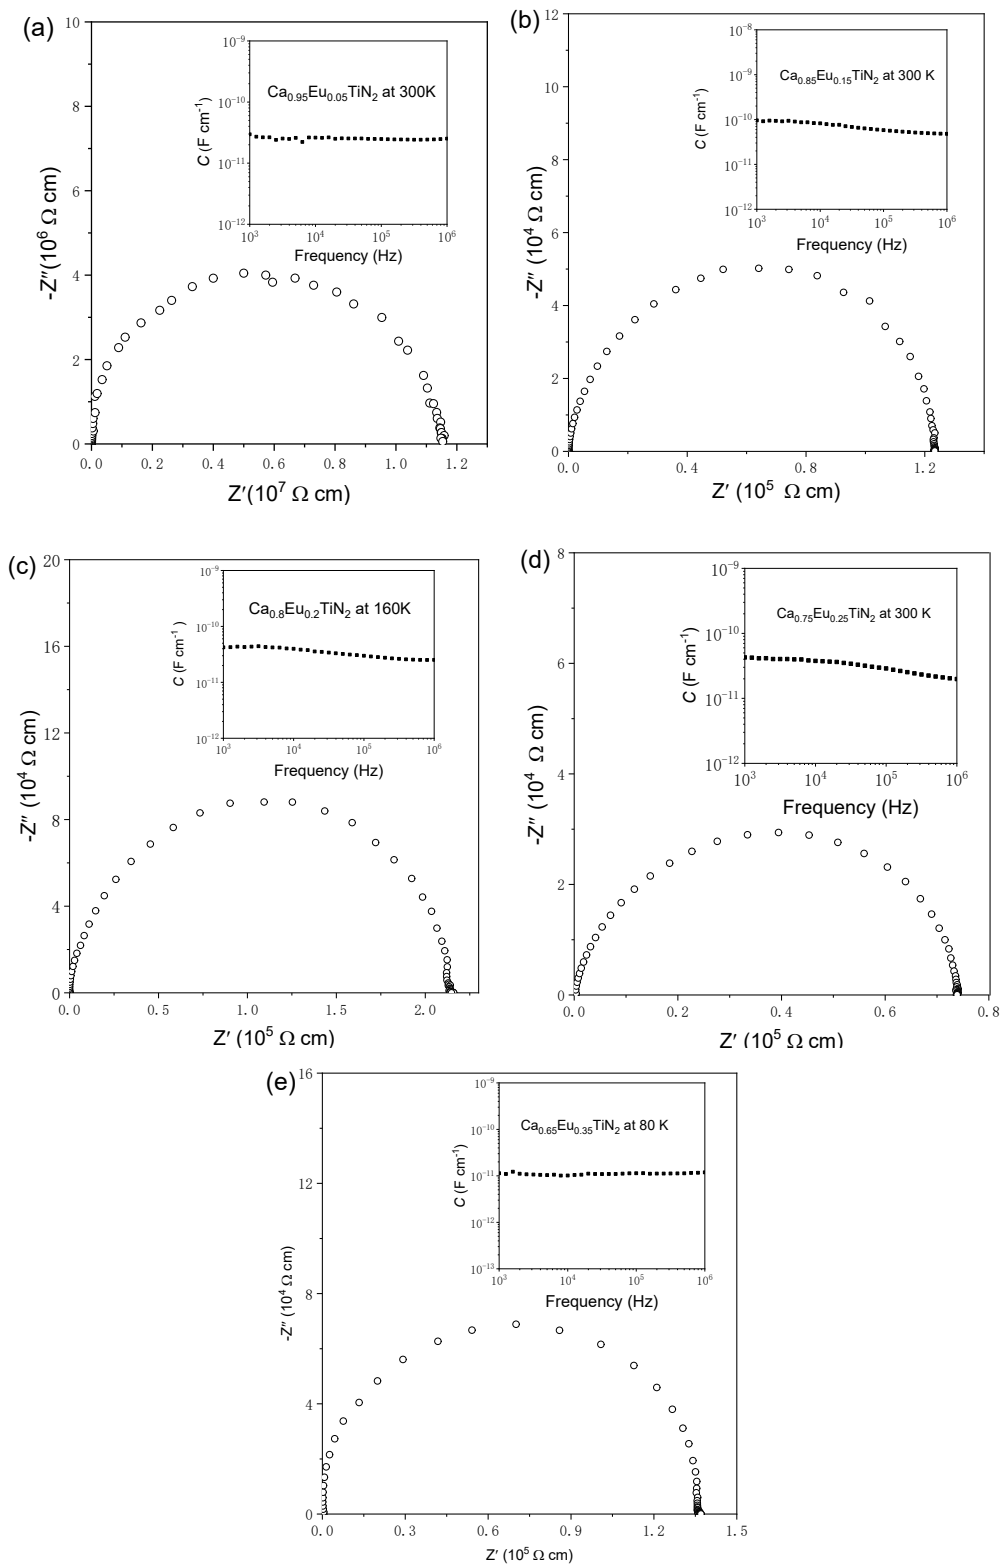 (a)
10
8
6
4
2
0
-Z″(10⁶ Ω cm)
0.0 0.2 0.4 0.6 0.8 1.0 1.2
Z′(10⁷ Ω cm)
Ca0.95Eu0.05TiN2 at 300K
10⁻⁹
10⁻¹⁰
10⁻¹¹
10⁻¹²
C (F cm⁻¹)
10³ 10⁴ 10⁵ 10⁶
Frequency (Hz)
(b)
12
10
8
6
4
2
0
-Z″ (10⁴ Ω cm)
0.0 0.4 0.8 1.2
Z′ (10⁵ Ω cm)
Ca0.85Eu0.15TiN2 at 300 K
10⁻⁸
10⁻⁹
10⁻¹⁰
10⁻¹¹
10⁻¹²
C (F cm⁻¹)
10³ 10⁴ 10⁵ 10⁶
Frequency (Hz)
(c)
20
16
12
8
4
0
-Z″ (10⁴ Ω cm)
0.0 0.5 1.0 1.5 2.0
Z′ (10⁵ Ω cm)
Ca0.8Eu0.2TiN2 at 160K
10⁻⁹
10⁻¹⁰
10⁻¹¹
10⁻¹²
C (F cm⁻¹)
10³ 10⁴ 10⁵ 10⁶
Frequency (Hz)
(d)
8
6
4
2
0
-Z″ (10⁴ Ω cm)
0.0 0.2 0.4 0.6 0.8
Z′ (10⁵ Ω cm)
Ca0.75Eu0.25TiN2 at 300 K
10⁻⁹
10⁻¹⁰
10⁻¹¹
10⁻¹²
C (F cm⁻¹)
10³ 10⁴ 10⁵ 10⁶
Frequency (Hz)
(e)
16
12
8
4
0
-Z″ (10⁴ Ω cm)
0.0 0.3 0.6 0.9 1.2 1.5
Z′ (10⁵ Ω cm)
Ca0.65Eu0.35TiN2 at 80 K
10⁻⁹
10⁻¹⁰
10⁻¹¹
10⁻¹²
10⁻¹³
C (F cm⁻¹)
10³ 10⁴ 10⁵ 10⁶
Frequency (Hz)